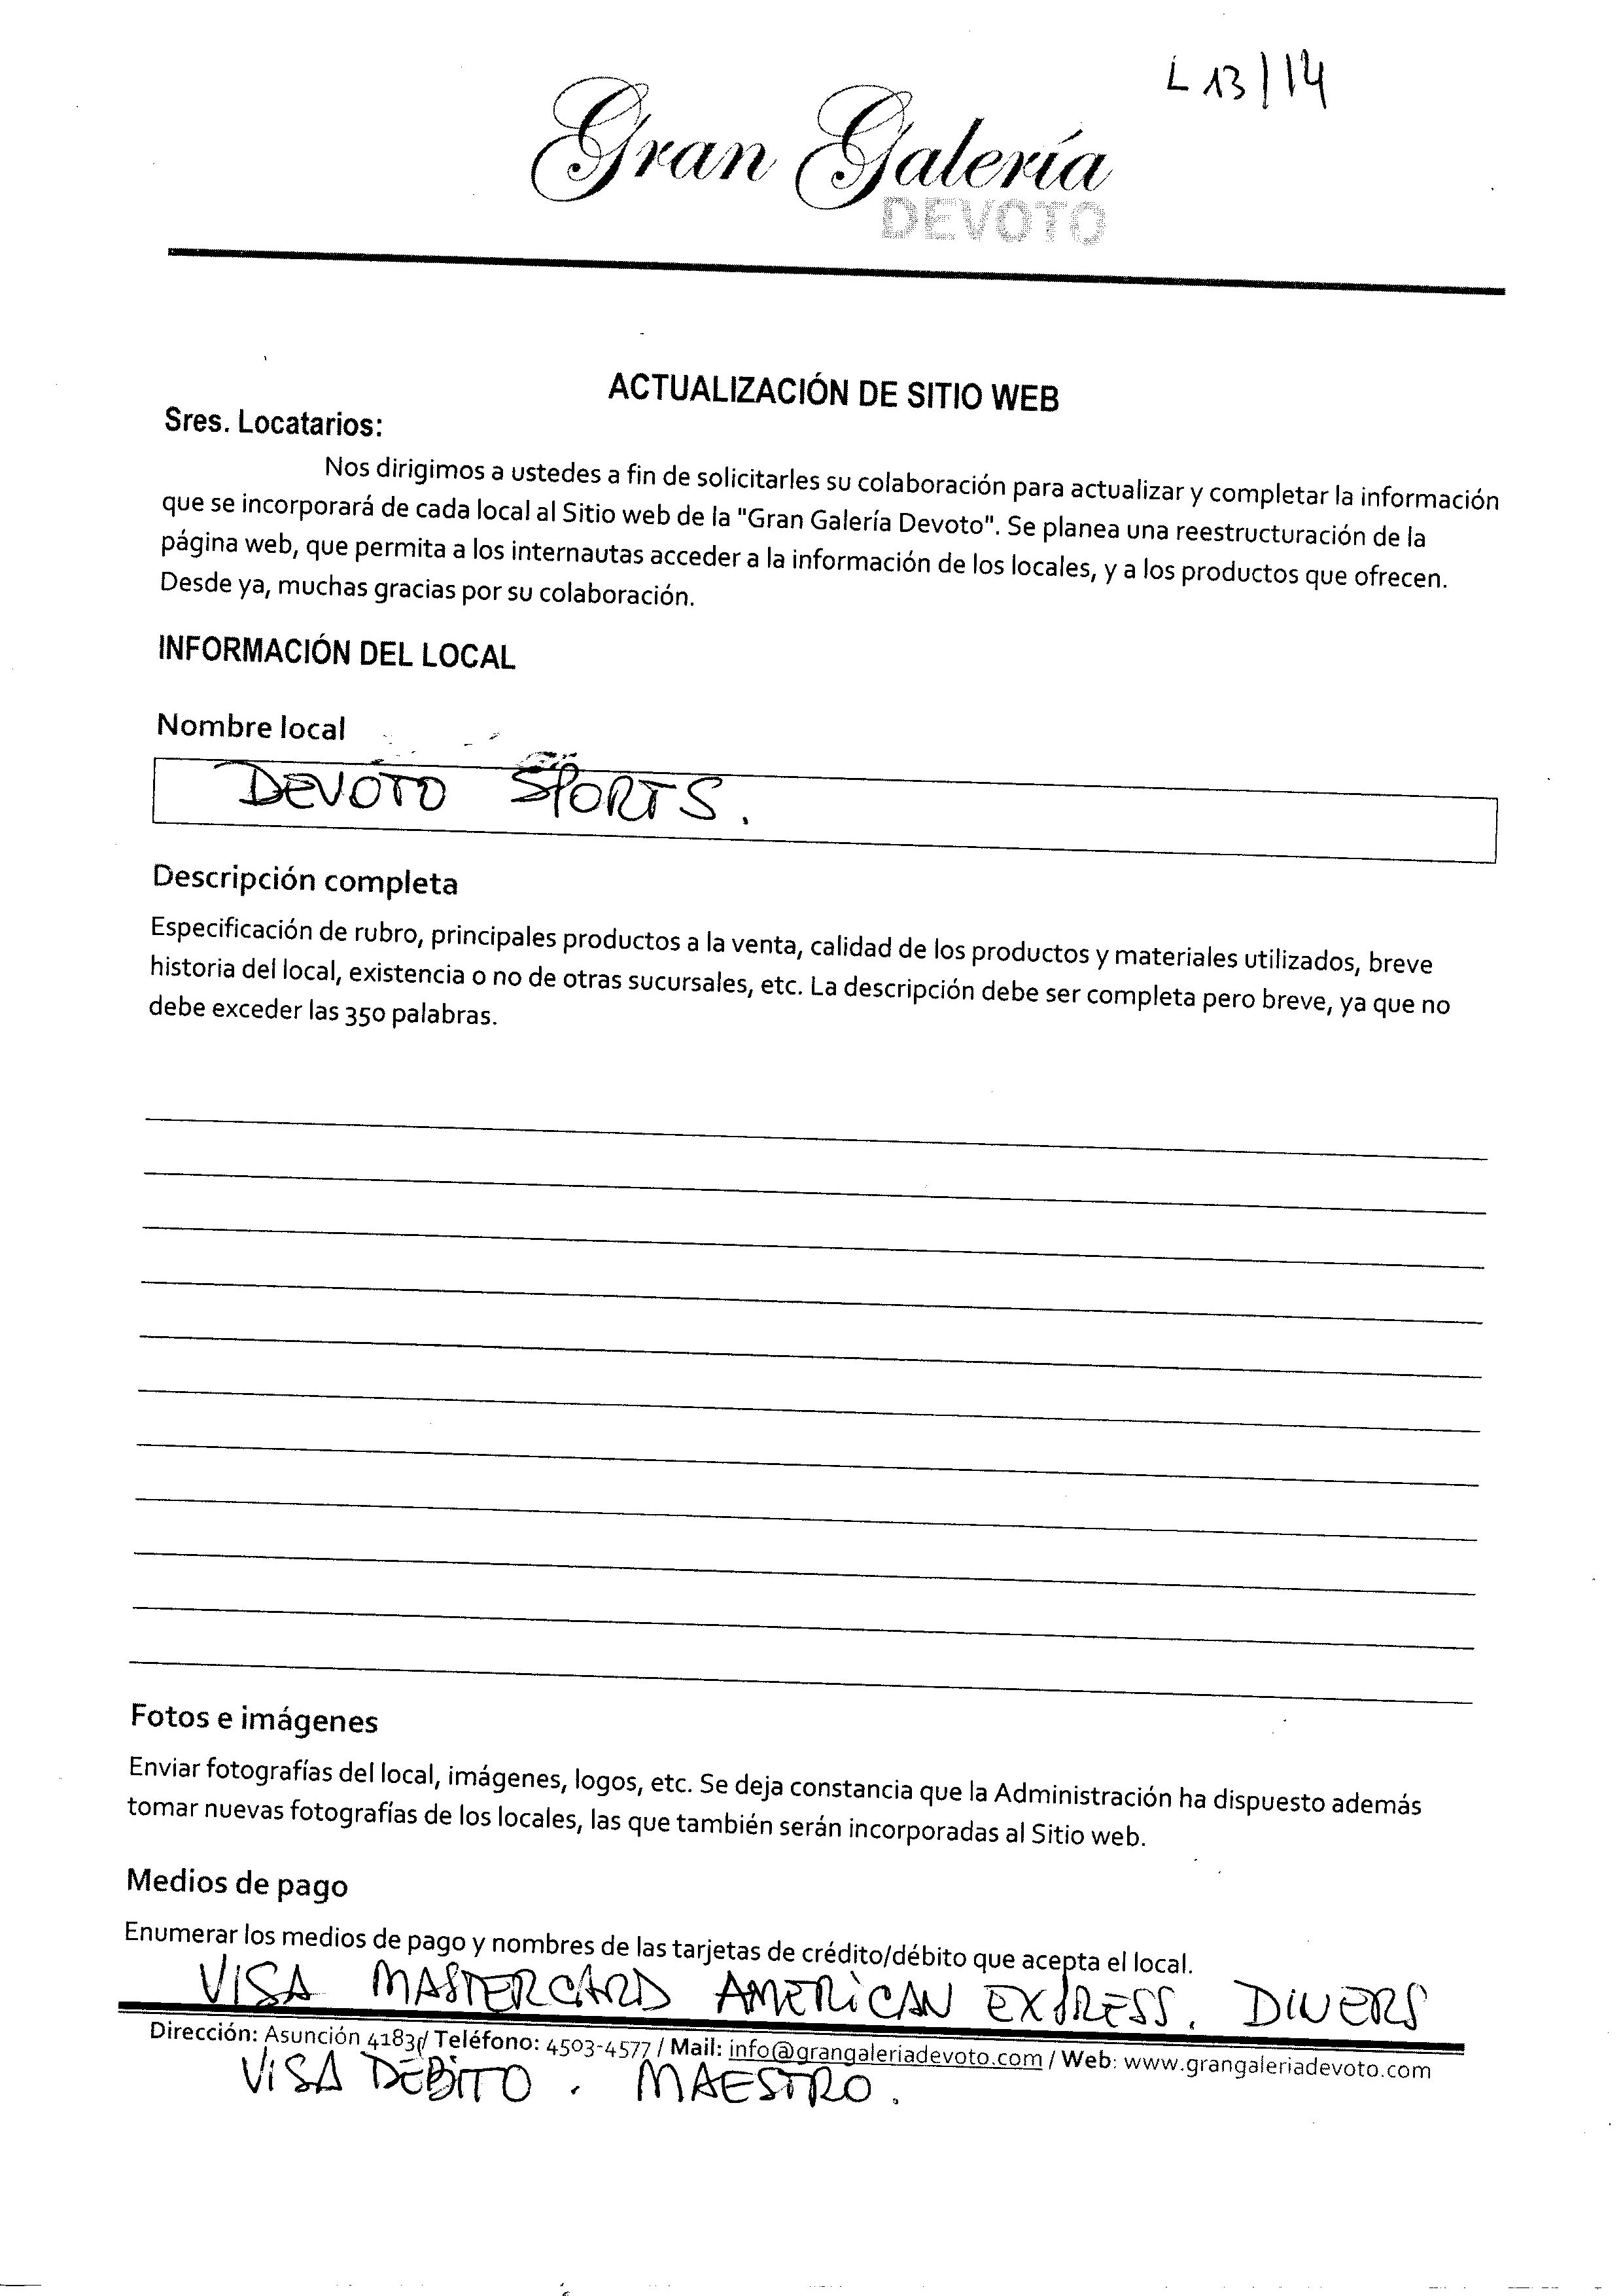 L 13/14
Gran Galería
DEVOTO
ACTUALIZACIÓN DE SITIO WEB
Sres. Locatarios:
Nos dirigimos a ustedes a fin de solicitarles su colaboración para actualizar y completar la información
que se incorporará de cada local al Sitio web de la "Gran Galería Devoto". Se planea una reestructuración de la
página web, que permita a los internautas acceder a la información de los locales, y a los productos que ofrecen.
Desde ya, muchas gracias por su colaboración.
INFORMACIÓN DEL LOCAL
Nombre local
DEVOTO SPORTS.
Descripción completa
Especificación de rubro, principales productos a la venta, calidad de los productos y materiales utilizados, breve
historia del local, existencia o no de otras sucursales, etc. La descripción debe ser completa pero breve, ya que no
debe exceder las 350 palabras.
Fotos e imágenes
Enviar fotografías del local, imágenes, logos, etc. Se deja constancia que la Administración ha dispuesto además
tomar nuevas fotografías de los locales, las que también serán incorporadas al Sitio web.
Medios de pago
Enumerar los medios de pago y nombres de las tarjetas de crédito/débito que acepta el local.
VISA MASTERCARD AMERICAN EXPRESS. DINERS
Dirección: Asunción 4183 / Teléfono: 4503-4577 / Mail: info@grangaleriadevoto.com / Web: www.grangaleriadevoto.com
VISA DEBITO . MAESTRO.